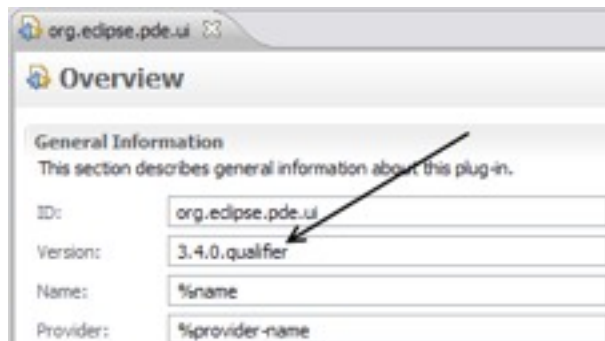 org.eclipse.pde.ui
Overview
General Information
This section describes general information about this plug-in.
ID: org.eclipse.pde.ui
Version: 3.4.0.qualifier
Name: %name
Provider: %provider-name